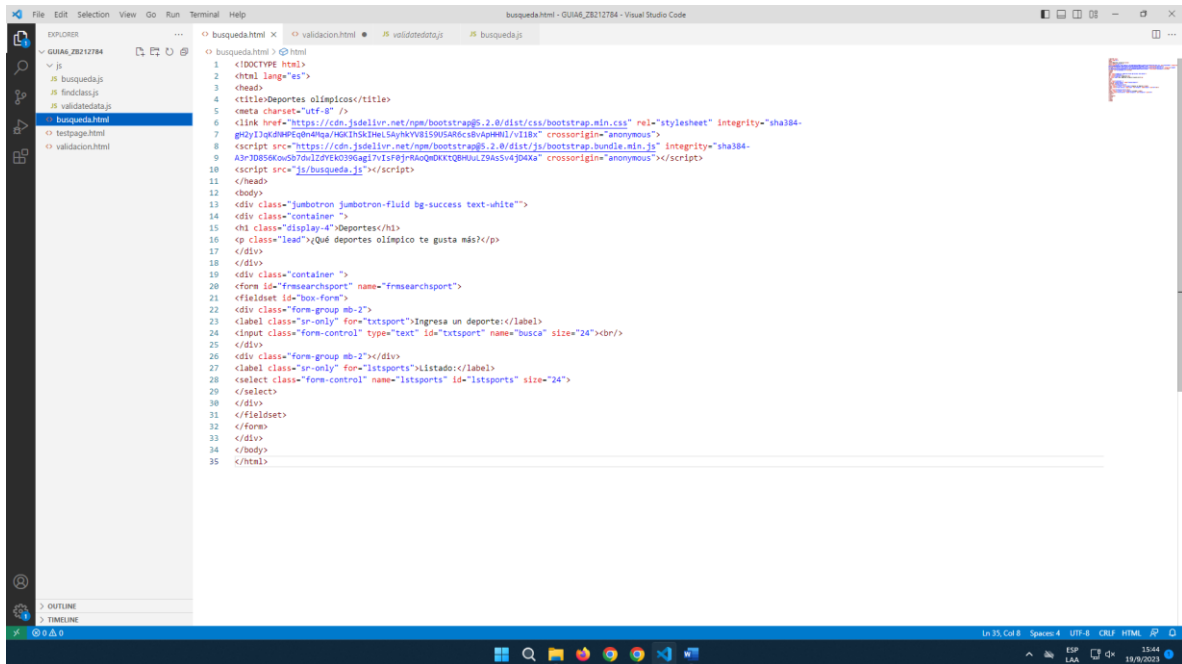 File Edit Selection View Go Run Terminal Help busqueda.html - GUIA6_ZB212784 - Visual Studio Code
EXPLORER ... busqueda.html × validacion.html ● JS validatedata.js JS busqueda.js ...
GUIA6_ZB212784
busqueda.html > html
js
JS busqueda.js
JS findclass.js
JS validatedata.js
busqueda.html
testpage.html
validacion.html
1 <!DOCTYPE html>
2 <html lang="es">
3 <head>
4 <title>Deportes olímpicos</title>
5 <meta charset="utf-8" />
6 <link href="https://cdn.jsdelivr.net/npm/bootstrap@5.2.0/dist/css/bootstrap.min.css" rel="stylesheet" integrity="sha384-
7 gH2yIJqKdNHPEq0n4Mqa/HGKIhSkIHeL5AyhkYV8i59U5AR6csBvApHHNl/vI1Bx" crossorigin="anonymous">
8 <script src="https://cdn.jsdelivr.net/npm/bootstrap@5.2.0/dist/js/bootstrap.bundle.min.js" integrity="sha384-
9 A3rJD856KowSb7dwlZdYEkO39Gagi7vIsF0jrRAoQmDKKtQBHUuLZ9AsSv4jD4Xa" crossorigin="anonymous"></script>
10 <script src="js/busqueda.js"></script>
11 </head>
12 <body>
13 <div class="jumbotron jumbotron-fluid bg-success text-white"">
14 <div class="container ">
15 <h1 class="display-4">Deportes</h1>
16 <p class="lead">¿Qué deportes olímpico te gusta más?</p>
17 </div>
18 </div>
19 <div class="container ">
20 <form id="frmsearchsport" name="frmsearchsport">
21 <fieldset id="box-form">
22 <div class="form-group mb-2">
23 <label class="sr-only" for="txtsport">Ingresa un deporte:</label>
24 <input class="form-control" type="text" id="txtsport" name="busca" size="24"><br/>
25 </div>
26 <div class="form-group mb-2"></div>
27 <label class="sr-only" for="lstsports">Listado:</label>
28 <select class="form-control" name="lstsports" id="lstsports" size="24">
29 </select>
30 </div>
31 </fieldset>
32 </form>
33 </div>
34 </body>
35 </html>
OUTLINE
TIMELINE
0 0 Ln 35, Col 8 Spaces: 4 UTF-8 CRLF HTML
ESP 15:44
LAA 19/9/2023